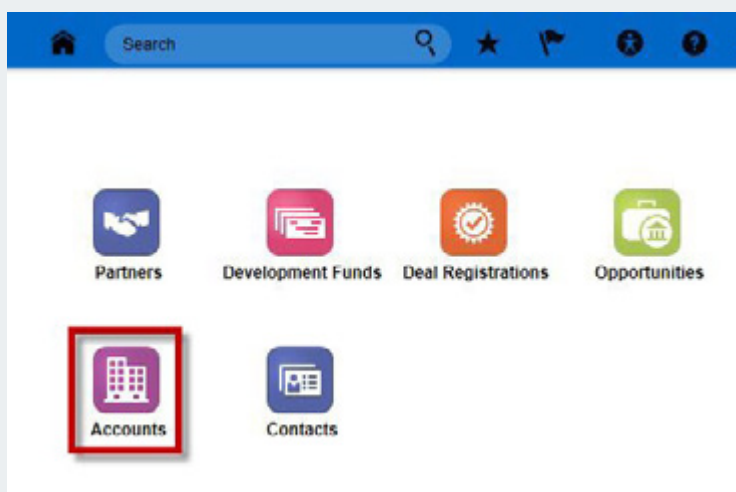 Search
Partners
Development Funds
Deal Registrations
Opportunities
Accounts
Contacts